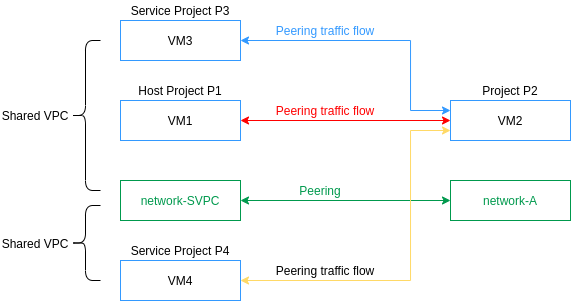 Service Project P3
VM3
Peering traffic flow
Host Project P1
VM1
Peering traffic flow
Project P2
VM2
Shared VPC
network-SVPC
Peering
network-A
Shared VPC
Service Project P4
VM4
Peering traffic flow